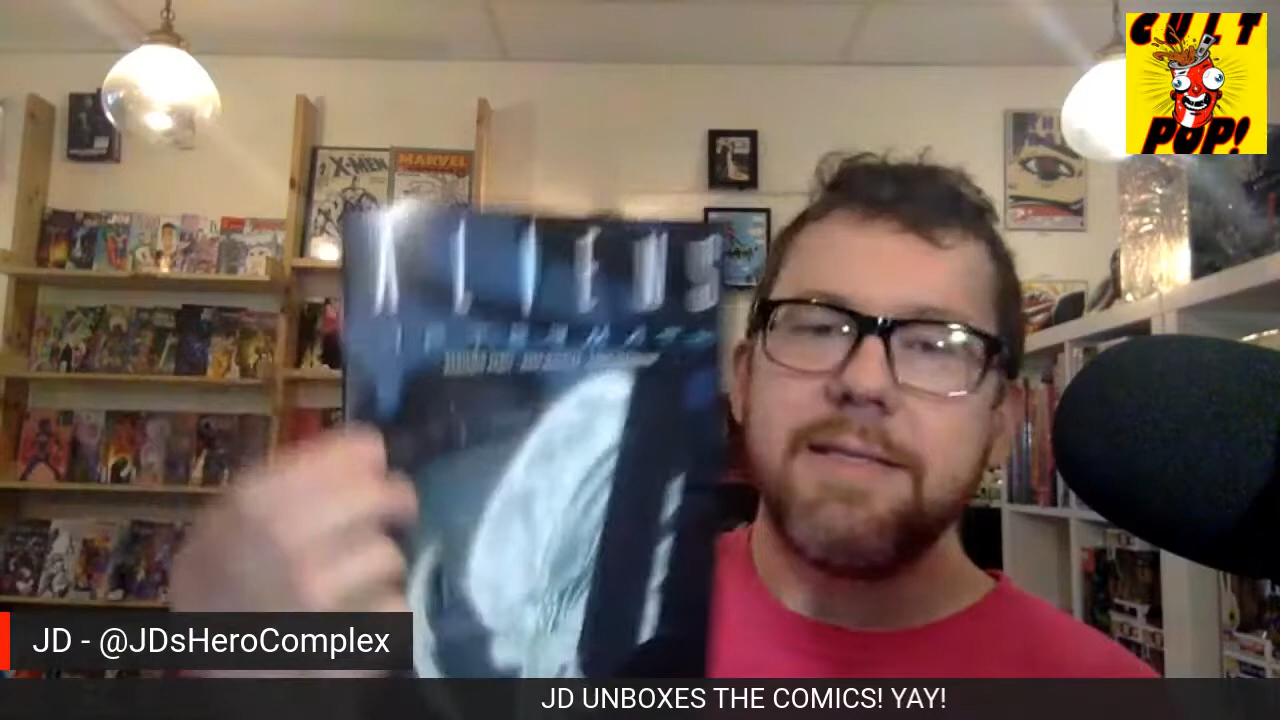 CULT
POP!
X-MEN
MARVEL
ALIENS
JD - @JDsHeroComplex
JD UNBOXES THE COMICS! YAY!